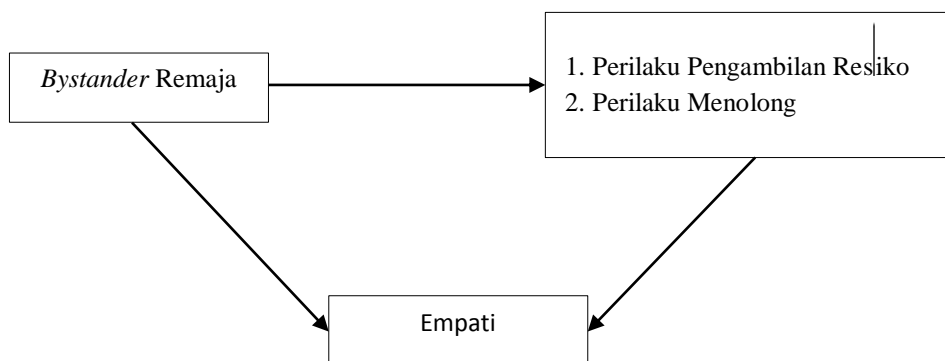 Bystander Remaja
1. Perilaku Pengambilan Resiko
2. Perilaku Menolong
Empati